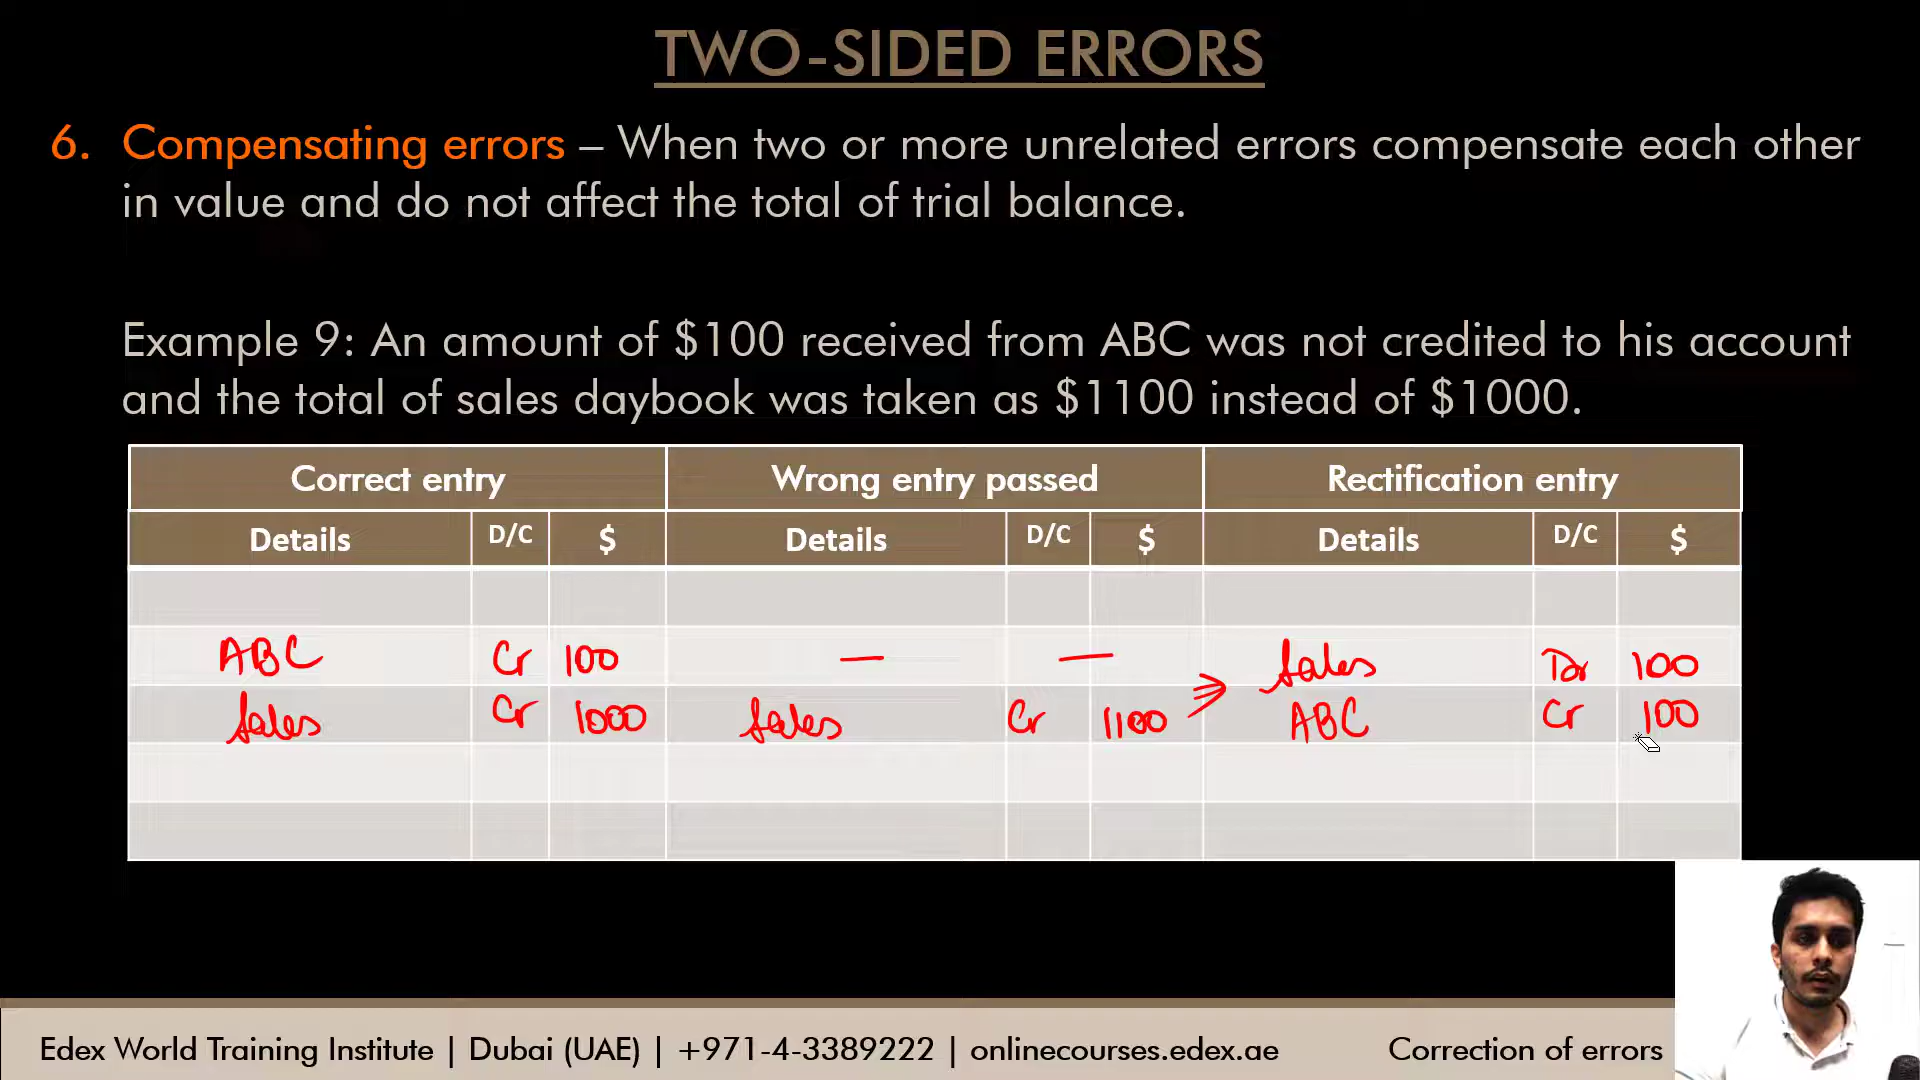 TWO-SIDED ERRORS
6. Compensating errors – When two or more unrelated errors compensate each other
in value and do not affect the total of trial balance.
Example 9: An amount of $100 received from ABC was not credited to his account
and the total of sales daybook was taken as $1100 instead of $1000.
Correct entry Wrong entry passed Rectification entry
Details D/C $ Details D/C $ Details D/C $
ABC Cr 100 — — Sales Dr 100
Sales Cr 1000 Sales Cr 1100 ABC Cr 100
Edex World Training Institute | Dubai (UAE) | +971-4-3389222 | onlinecourses.edex.ae Correction of errors